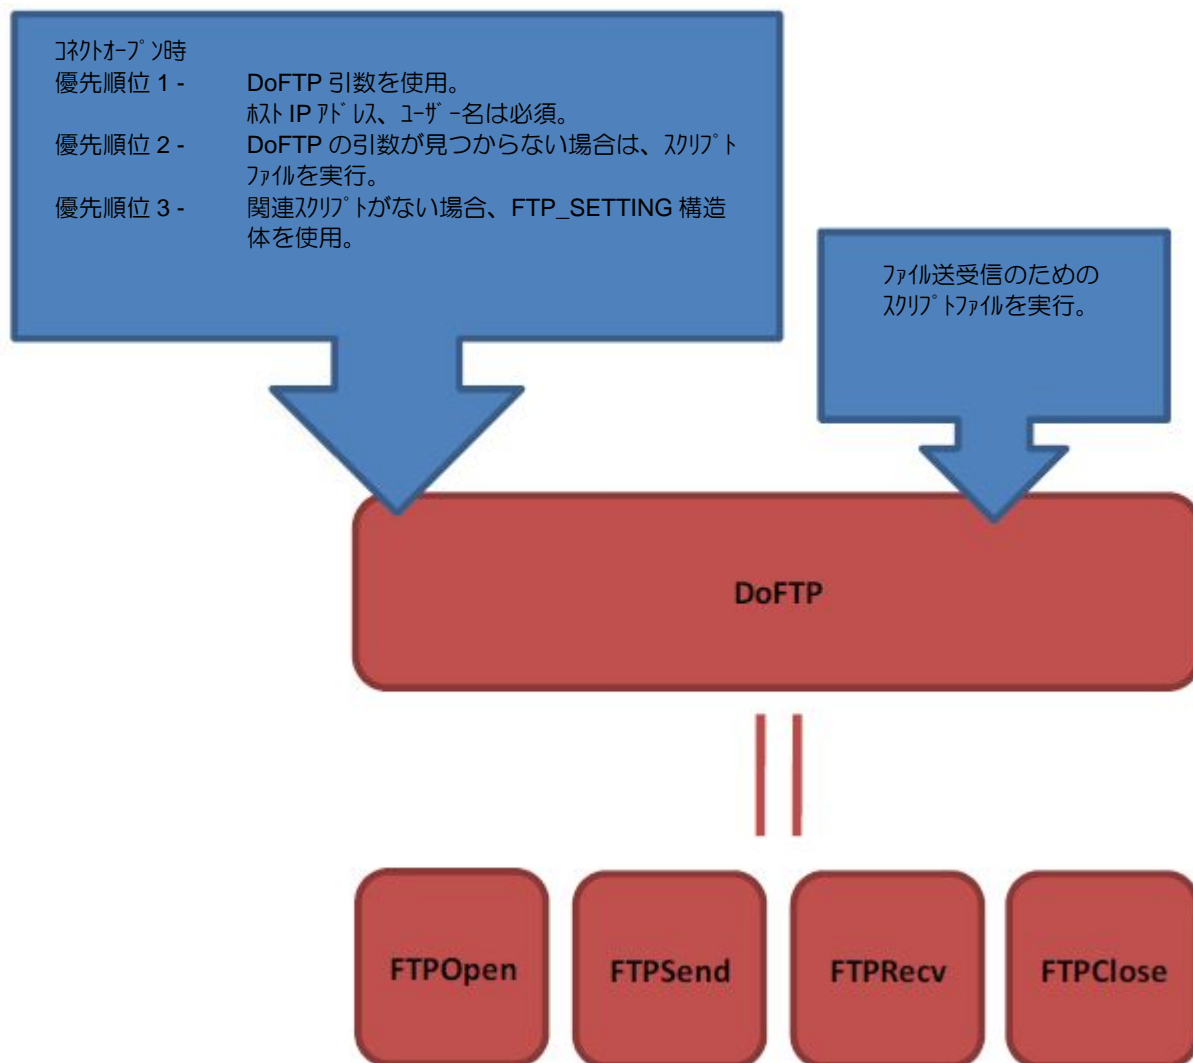 ｺﾈｸﾄｵｰﾌﾟﾝ時
優先順位 1 - DoFTP 引数を使用。
ﾎｽﾄ IP ｱﾄﾞﾚｽ、ﾕｰｻﾞｰ名は必須。
優先順位 2 - DoFTP の引数が見つからない場合は、ｽｸﾘﾌﾟﾄ
ﾌｧｲﾙを実行。
優先順位 3 - 関連ｽｸﾘﾌﾟﾄがない場合、FTP_SETTING 構造
体を使用。
ﾌｧｲﾙ送受信のための
ｽｸﾘﾌﾟﾄﾌｧｲﾙを実行。
DoFTP
FTPOpen FTPSend FTPRecv FTPClose